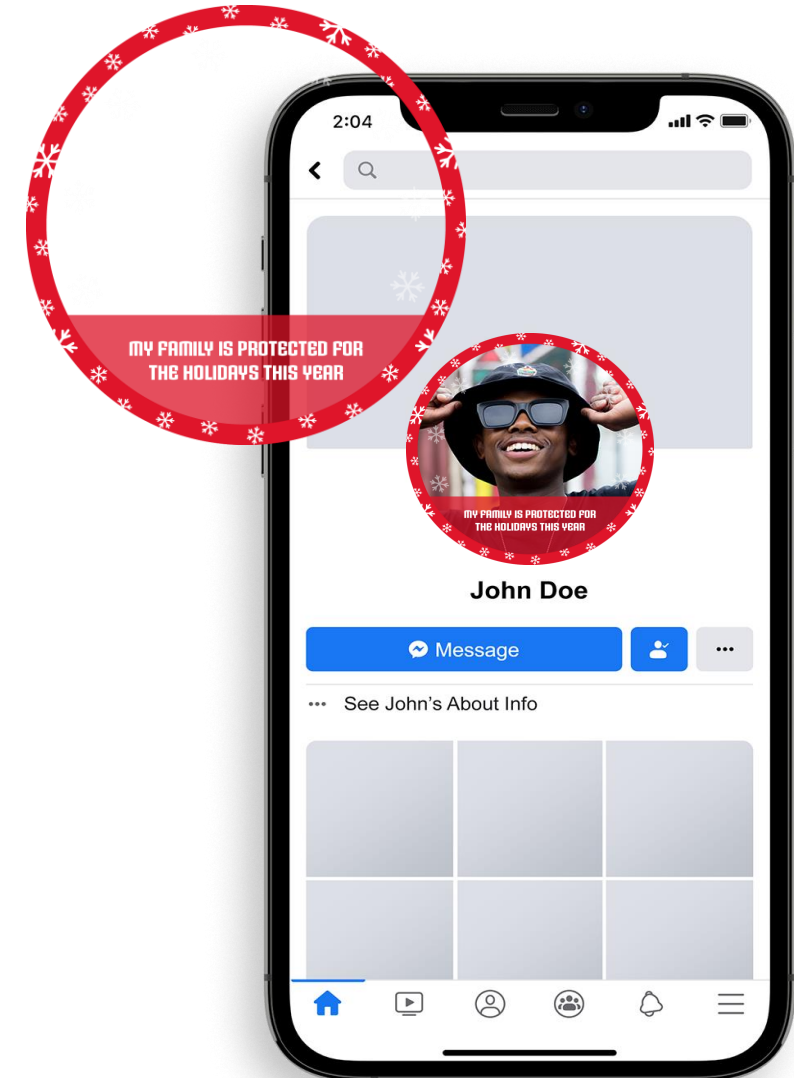 2:04
MY FAMILY IS PROTECTED FOR
THE HOLIDAYS THIS YEAR
MY FAMILY IS PROTECTED FOR
THE HOLIDAYS THIS YEAR
John Doe
Message
See John's About Info